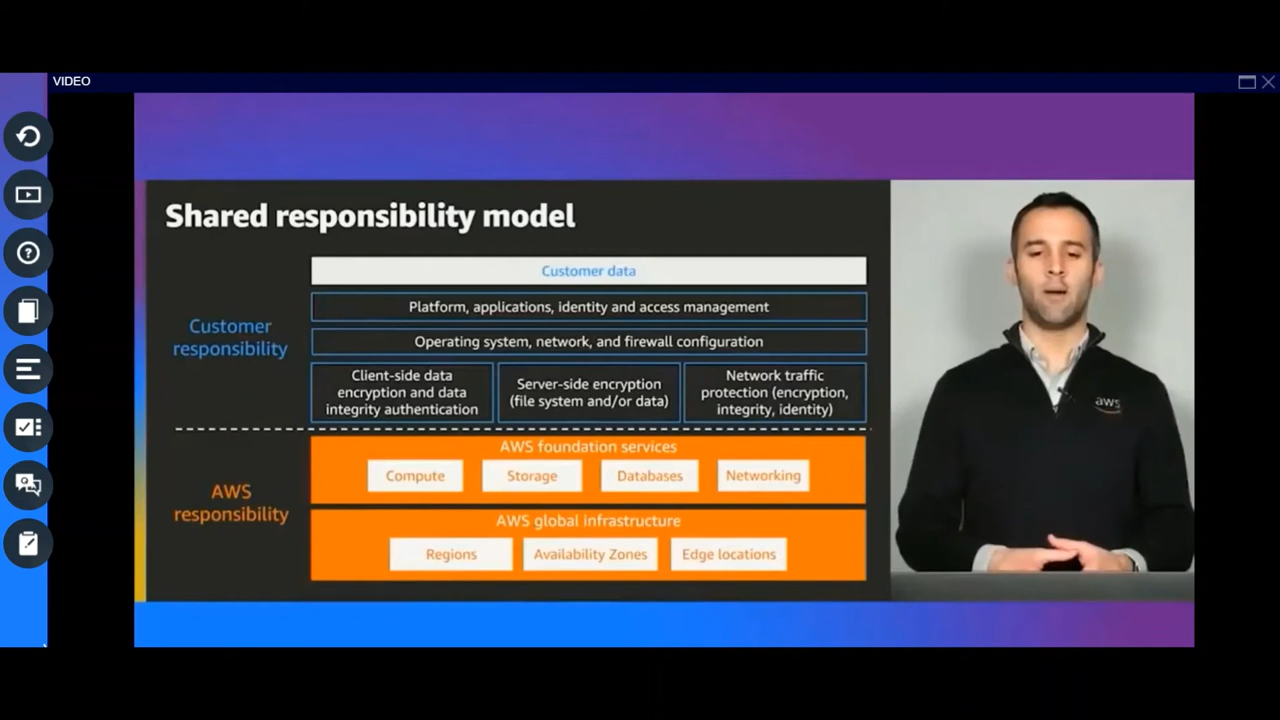 VIDEO
Shared responsibility model
Customer
responsibility
Customer data
Platform, applications, identity and access management
Operating system, network, and firewall configuration
Client-side data
encryption and data
integrity authentication
Server-side encryption
(file system and/or data)
Network traffic
protection (encryption,
integrity, identity)
AWS
responsibility
AWS foundation services
Compute
Storage
Databases
Networking
AWS global infrastructure
Regions
Availability Zones
Edge locations
aws